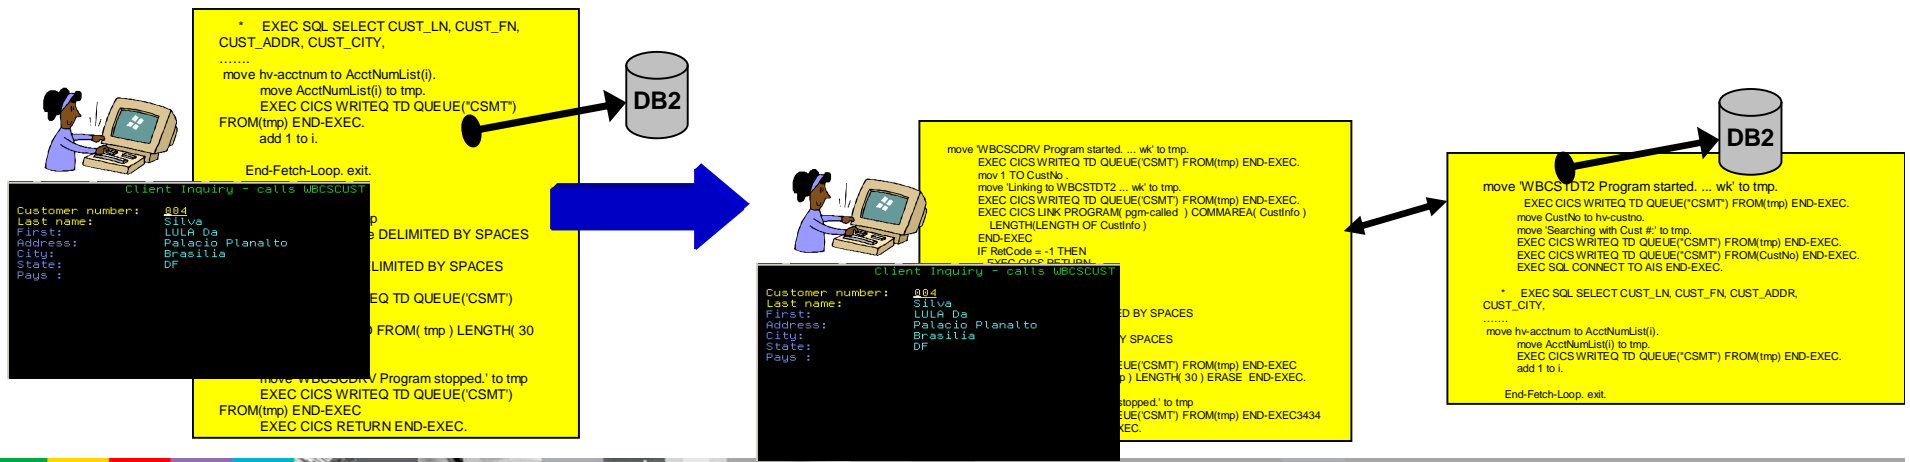 * EXEC SQL SELECT CUST_LN, CUST_FN,
CUST_ADDR, CUST_CITY,
.......
move hv-acctnum to AcctNumList(i).
move AcctNumList(i) to tmp.
EXEC CICS WRITEQ TD QUEUE("CSMT")
FROM(tmp) END-EXEC.
add 1 to i.
End-Fetch-Loop. exit.
DELIMITED BY SPACES
BY SPACES
TD QUEUE('CSMT')
FROM( tmp ) LENGTH( 30
move 'WBCSCDRV Program stopped.' to tmp
EXEC CICS WRITEQ TD QUEUE('CSMT')
FROM(tmp) END-EXEC
EXEC CICS RETURN END-EXEC.
DB2
Client Inquiry - calls WBCSCUST
Customer number: 004
Last name: Silva
First: LULA Da
Address: Palacio Planalto
City: Brasilia
State: DF
Pays :
move 'WBCSCDRV Program started. ... wk' to tmp.
EXEC CICS WRITEQ TD QUEUE('CSMT') FROM(tmp) END-EXEC.
mov 1 TO CustNo .
move 'Linking to WBCSTDT2 ... wk' to tmp.
EXEC CICS WRITEQ TD QUEUE('CSMT') FROM(tmp) END-EXEC.
EXEC CICS LINK PROGRAM( pgm-called ) COMMAREA( CustInfo )
LENGTH(LENGTH OF CustInfo )
END-EXEC
IF RetCode = -1 THEN
EXEC CICS RETURN
BY SPACES
SPACES
FROM(tmp) END-EXEC
) LENGTH( 30 ) ERASE END-EXEC.
stopped.' to tmp
FROM(tmp) END-EXEC3434
Client Inquiry - calls WBCSCUST
Customer number: 004
Last name: Silva
First: LULA Da
Address: Palacio Planalto
City: Brasilia
State: DF
Pays :
DB2
move 'WBCSTDT2 Program started. ... wk' to tmp.
EXEC CICS WRITEQ TD QUEUE("CSMT") FROM(tmp) END-EXEC.
move CustNo to hv-custno.
move 'Searching with Cust #:' to tmp.
EXEC CICS WRITEQ TD QUEUE("CSMT") FROM(tmp) END-EXEC.
EXEC CICS WRITEQ TD QUEUE("CSMT") FROM(CustNo) END-EXEC.
EXEC SQL CONNECT TO AIS END-EXEC.
* EXEC SQL SELECT CUST_LN, CUST_FN, CUST_ADDR,
CUST_CITY,
.......
move hv-acctnum to AcctNumList(i).
move AcctNumList(i) to tmp.
EXEC CICS WRITEQ TD QUEUE("CSMT") FROM(tmp) END-EXEC.
add 1 to i.
End-Fetch-Loop. exit.